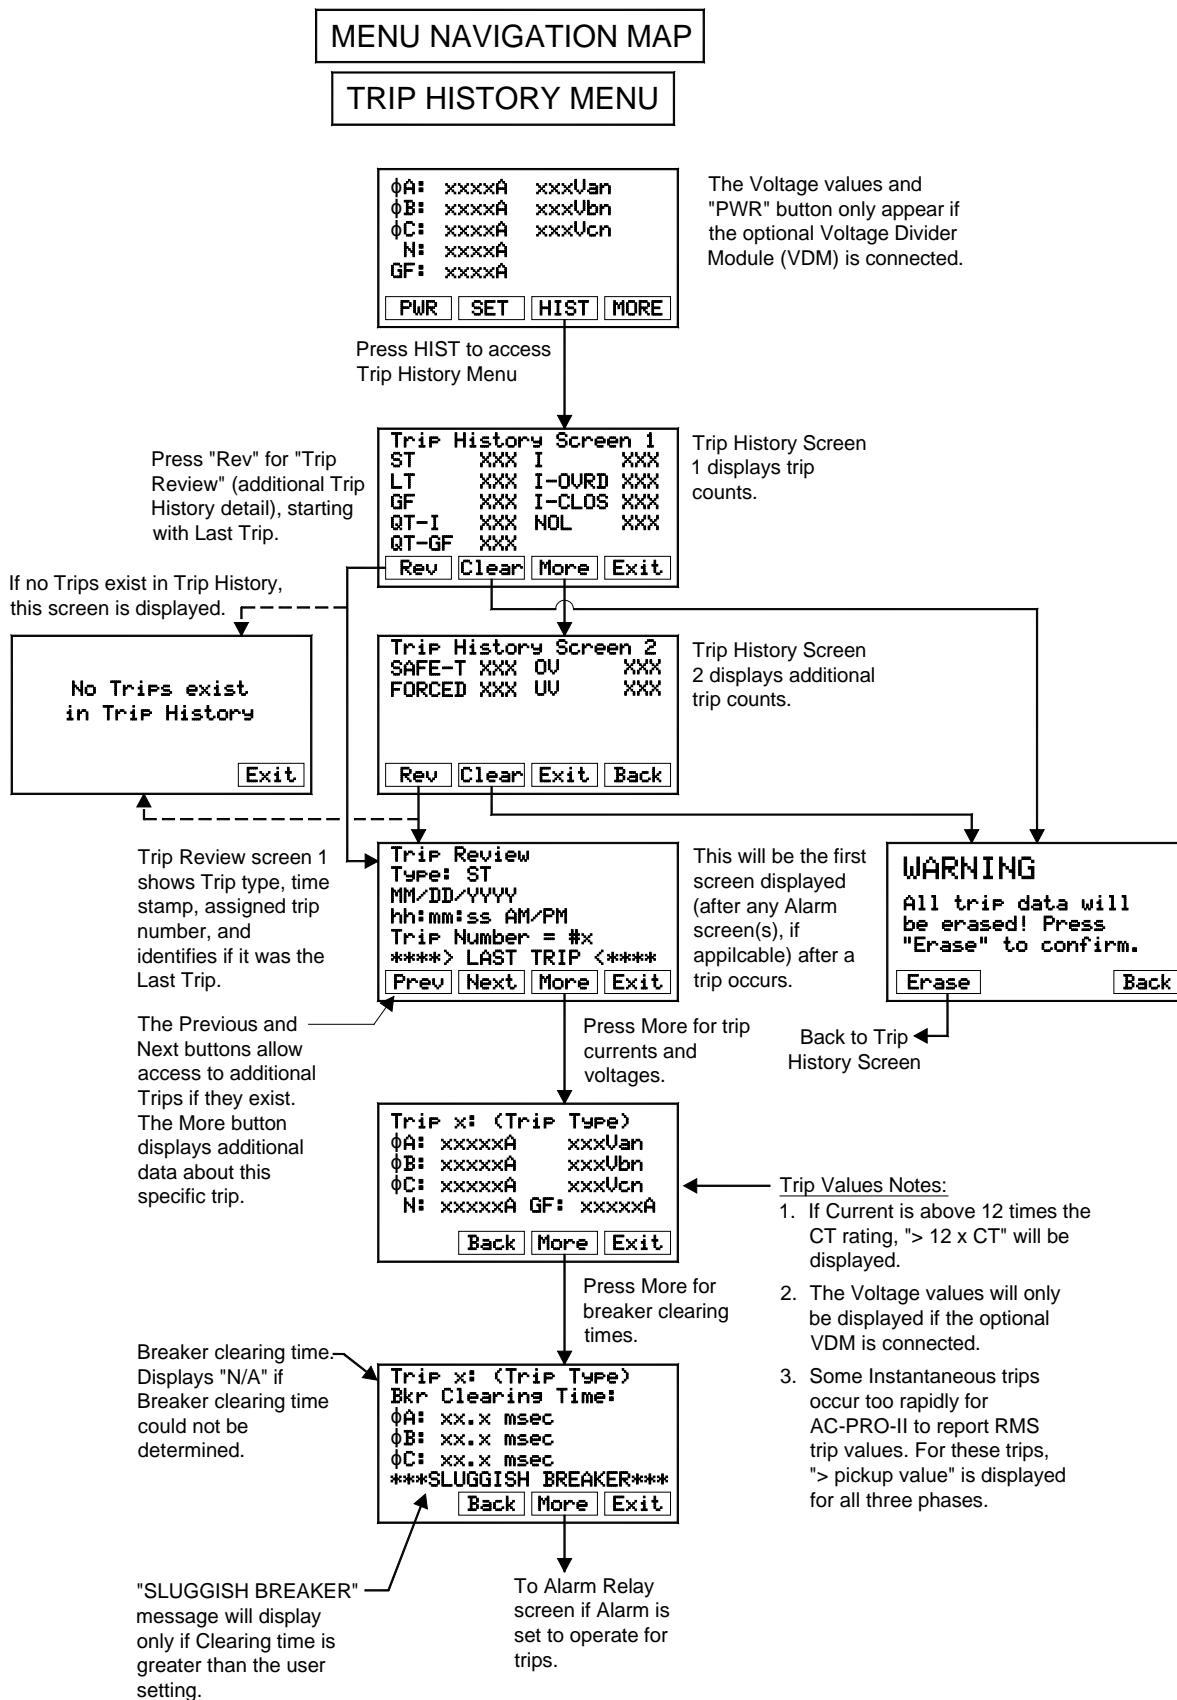 MENU NAVIGATION MAP
TRIP HISTORY MENU
ϕA: xxxxA xxxVan
ϕB: xxxxA xxxVbn
ϕC: xxxxA xxxVcn
N: xxxxA
GF: xxxxA
PWR SET HIST MORE
The Voltage values and
"PWR" button only appear if
the optional Voltage Divider
Module (VDM) is connected.
Press HIST to access
Trip History Menu
Trip History Screen 1
ST XXX I XXX
LT XXX I-OVRD XXX
GF XXX I-CLOS XXX
QT-I XXX NOL XXX
QT-GF XXX
Rev Clear More Exit
Trip History Screen
1 displays trip
counts.
Press "Rev" for "Trip
Review" (additional Trip
History detail), starting
with Last Trip.
If no Trips exist in Trip History,
this screen is displayed.
No Trips exist
in Trip History
Exit
Trip History Screen 2
SAFE-T XXX OV XXX
FORCED XXX UV XXX
Rev Clear Exit Back
Trip History Screen
2 displays additional
trip counts.
Trip Review screen 1
shows Trip type, time
stamp, assigned trip
number, and
identifies if it was the
Last Trip.
Trip Review
Type: ST
MM/DD/YYYY
hh:mm:ss AM/PM
Trip Number = #x
****> LAST TRIP <****
Prev Next More Exit
This will be the first
screen displayed
(after any Alarm
screen(s), if
appilcable) after a
trip occurs.
WARNING
All trip data will
be erased! Press
"Erase" to confirm.
Erase Back
Back to Trip
History Screen
The Previous and
Next buttons allow
access to additional
Trips if they exist.
The More button
displays additional
data about this
specific trip.
Press More for trip
currents and
voltages.
Trip x: (Trip Type)
ϕA: xxxxxA xxxVan
ϕB: xxxxxA xxxVbn
ϕC: xxxxxA xxxVcn
N: xxxxxA GF: xxxxxA
Back More Exit
Trip Values Notes:
1. If Current is above 12 times the
CT rating, "> 12 x CT" will be
displayed.
2. The Voltage values will only
be displayed if the optional
VDM is connected.
3. Some Instantaneous trips
occur too rapidly for
AC-PRO-II to report RMS
trip values. For these trips,
"> pickup value" is displayed
for all three phases.
Press More for
breaker clearing
times.
Breaker clearing time.
Displays "N/A" if
Breaker clearing time
could not be
determined.
Trip x: (Trip Type)
Bkr Clearing Time:
ϕA: xx.x msec
ϕB: xx.x msec
ϕC: xx.x msec
***SLUGGISH BREAKER***
Back More Exit
"SLUGGISH BREAKER"
message will display
only if Clearing time is
greater than the user
setting.
To Alarm Relay
screen if Alarm is
set to operate for
trips.